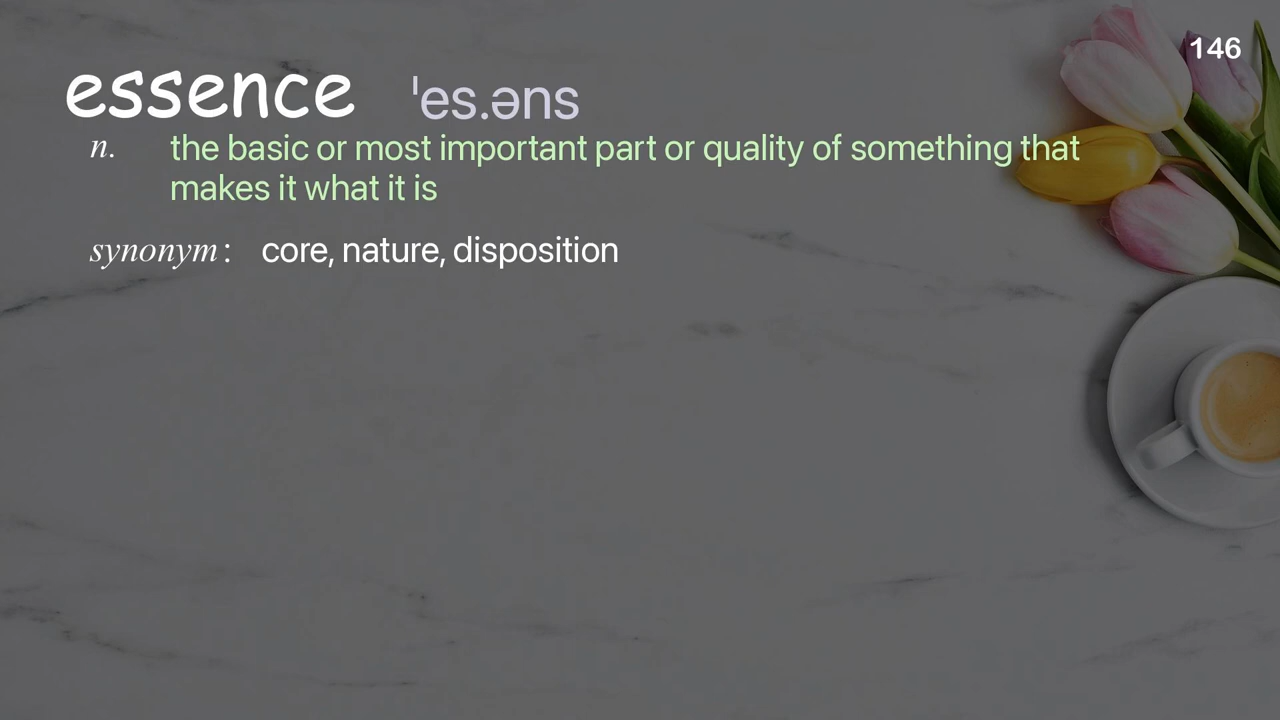 146
essence ˈes.əns
n. the basic or most important part or quality of something that
makes it what it is
synonym : core, nature, disposition